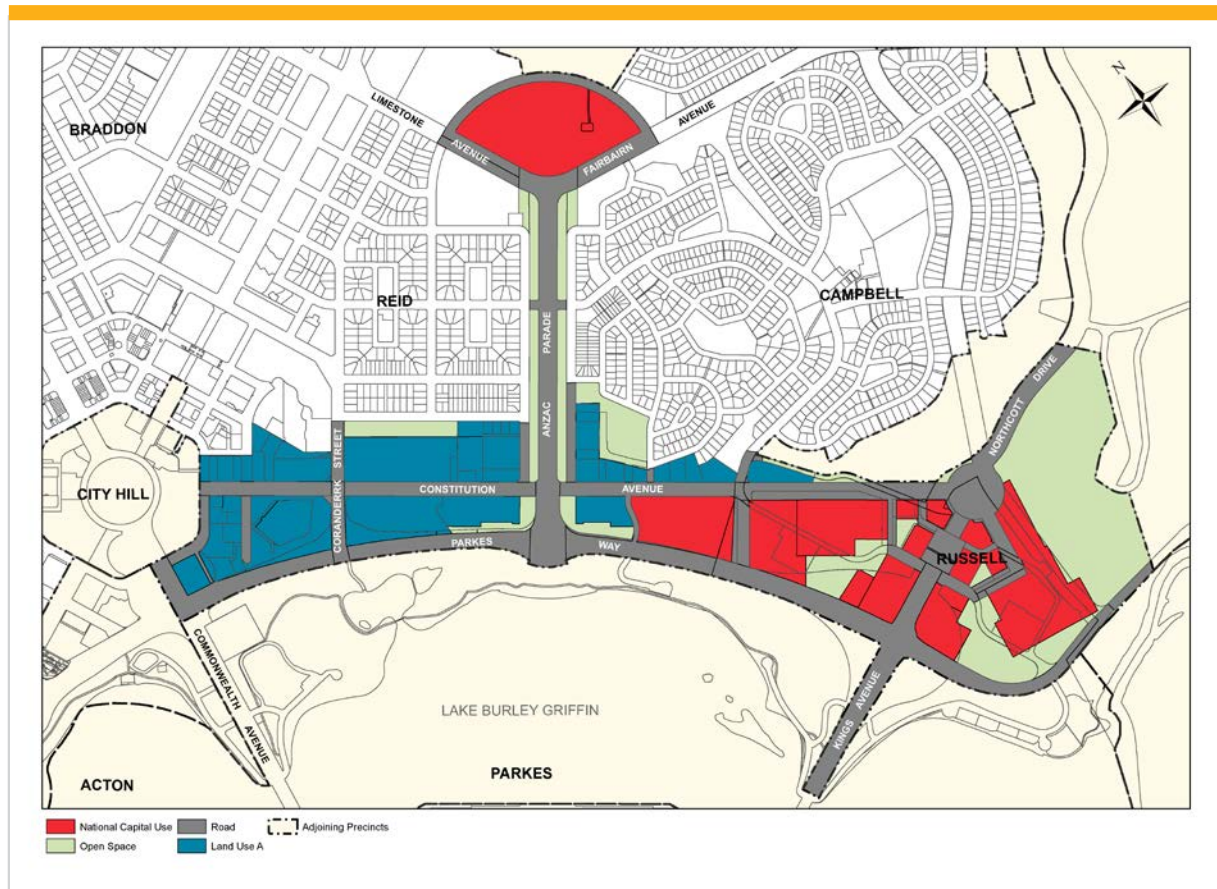 N
LIMESTONE
AVENUE
BRADDON
AVENUE
FAIRBAIRN
REID
CAMPBELL
ANZAC PARADE
NORTHCOTT DRIVE
CORANDERRK STREET
CITY HILL
CONSTITUTION AVENUE
PARKES WAY
RUSSELL
COMMONWEALTH AVENUE
KINGS AVENUE
LAKE BURLEY GRIFFIN
PARKES
ACTON
National Capital Use
Road
Adjoining Precincts
Open Space
Land Use A